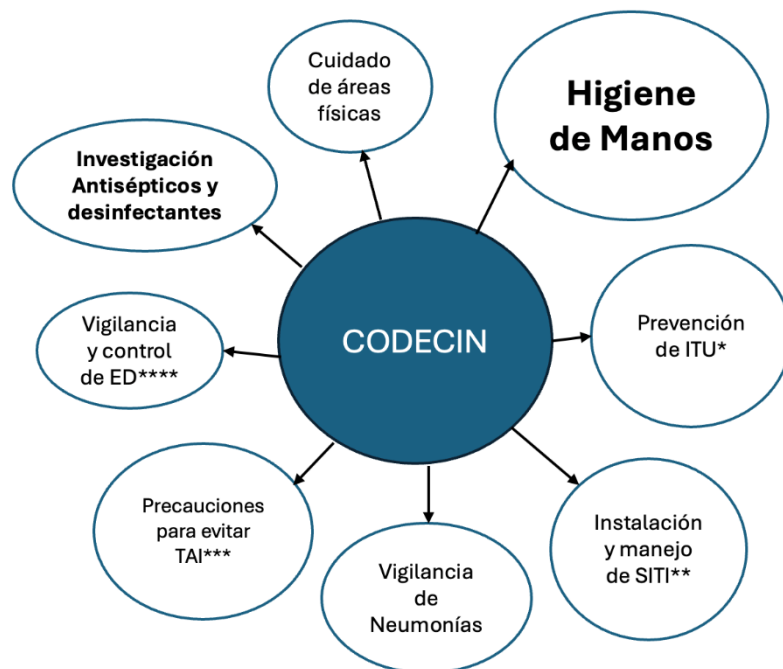 Cuidado
de áreas
físicas
Higiene
de Manos
Investigación
Antisépticos y
desinfectantes
Vigilancia
y control
de ED****
CODECIN
Prevención
de ITU*
Precauciones
para evitar
TAI***
Vigilancia
de
Neumonías
Instalación
y manejo
de SITI**